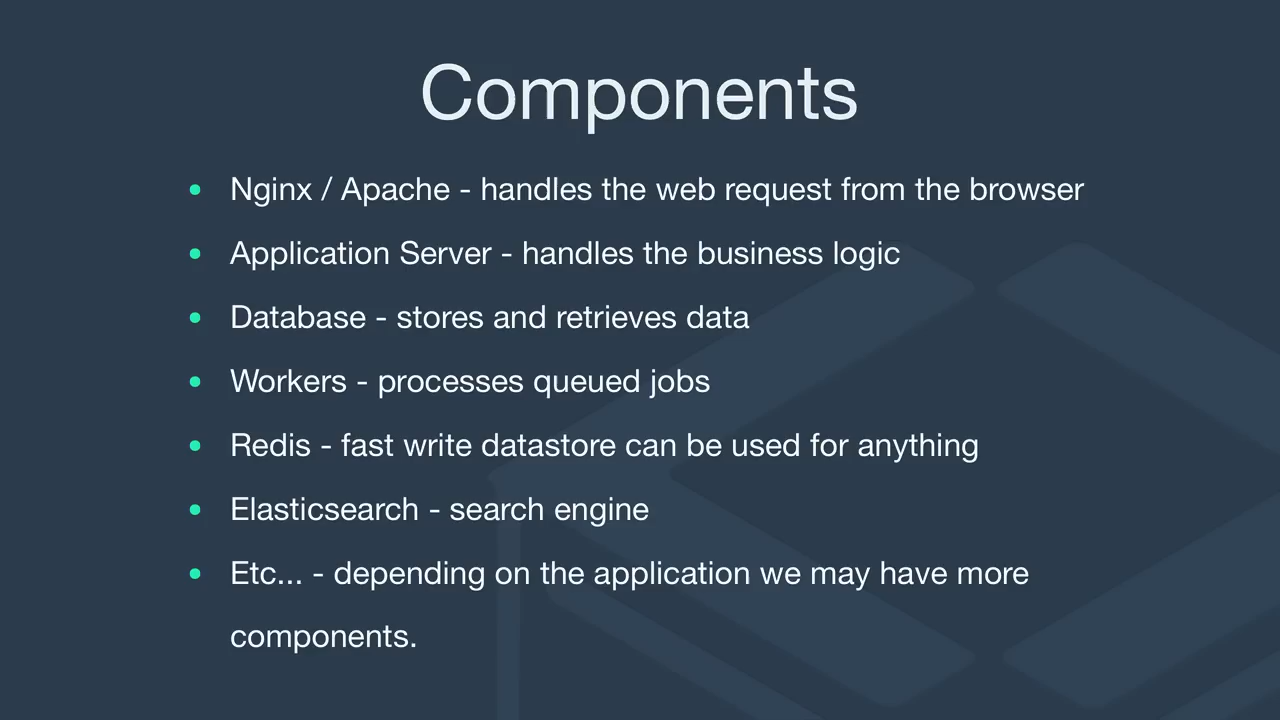 Components
• Nginx / Apache - handles the web request from the browser
• Application Server - handles the business logic
• Database - stores and retrieves data
• Workers - processes queued jobs
• Redis - fast write datastore can be used for anything
• Elasticsearch - search engine
• Etc... - depending on the application we may have more
components.